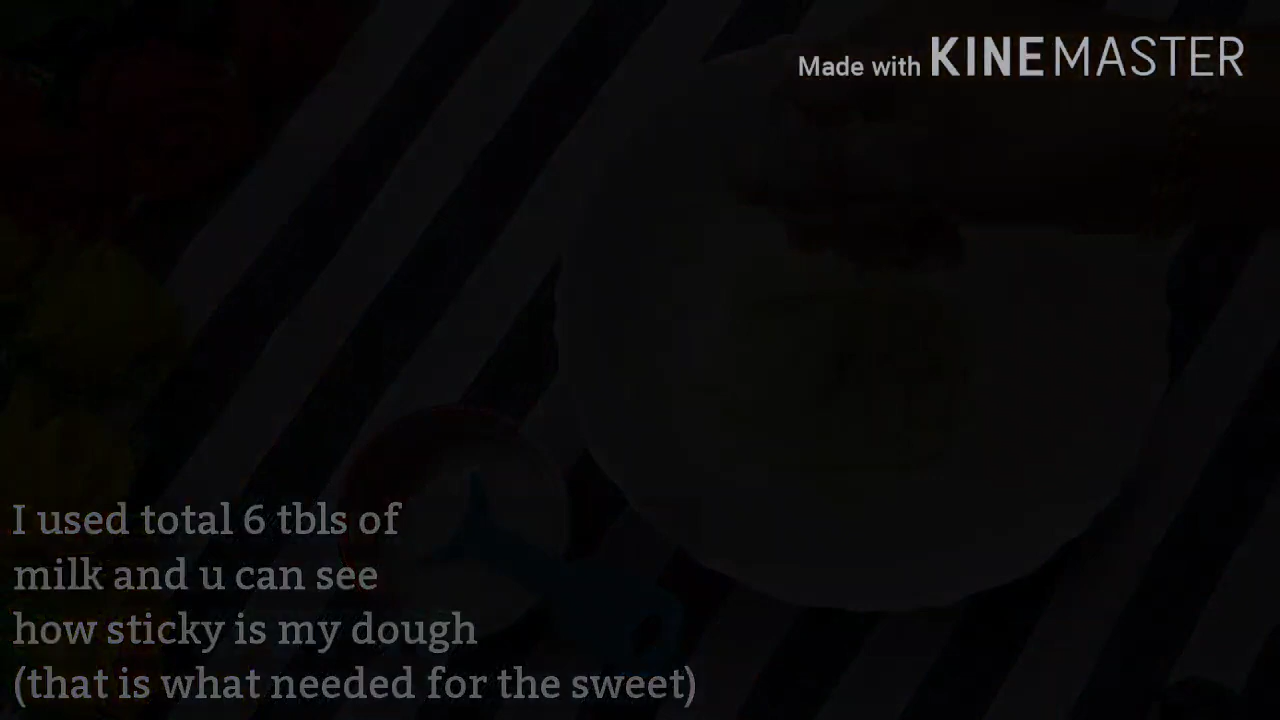 Made with KINEMASTER
I used total 6 tbls of
milk and u can see
how sticky is my dough
(that is what needed for the sweet)